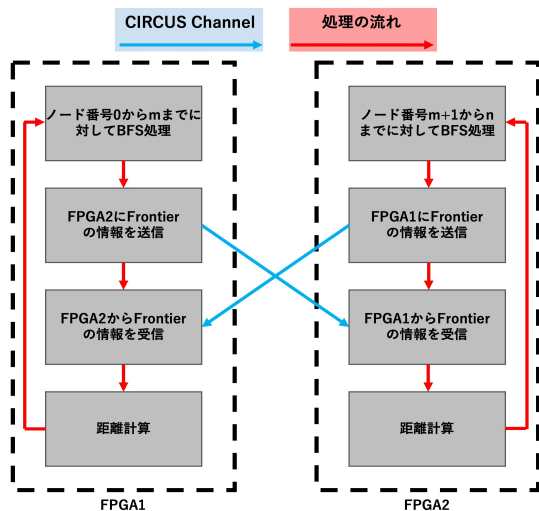 CIRCUS Channel
処理の流れ
ノード番号0からmまでに
対してBFS処理
FPGA2にFrontier
の情報を送信
FPGA2からFrontier
の情報を受信
距離計算
FPGA1
ノード番号m+1からn
までに対してBFS処理
FPGA1にFrontier
の情報を送信
FPGA1からFrontier
の情報を受信
距離計算
FPGA2